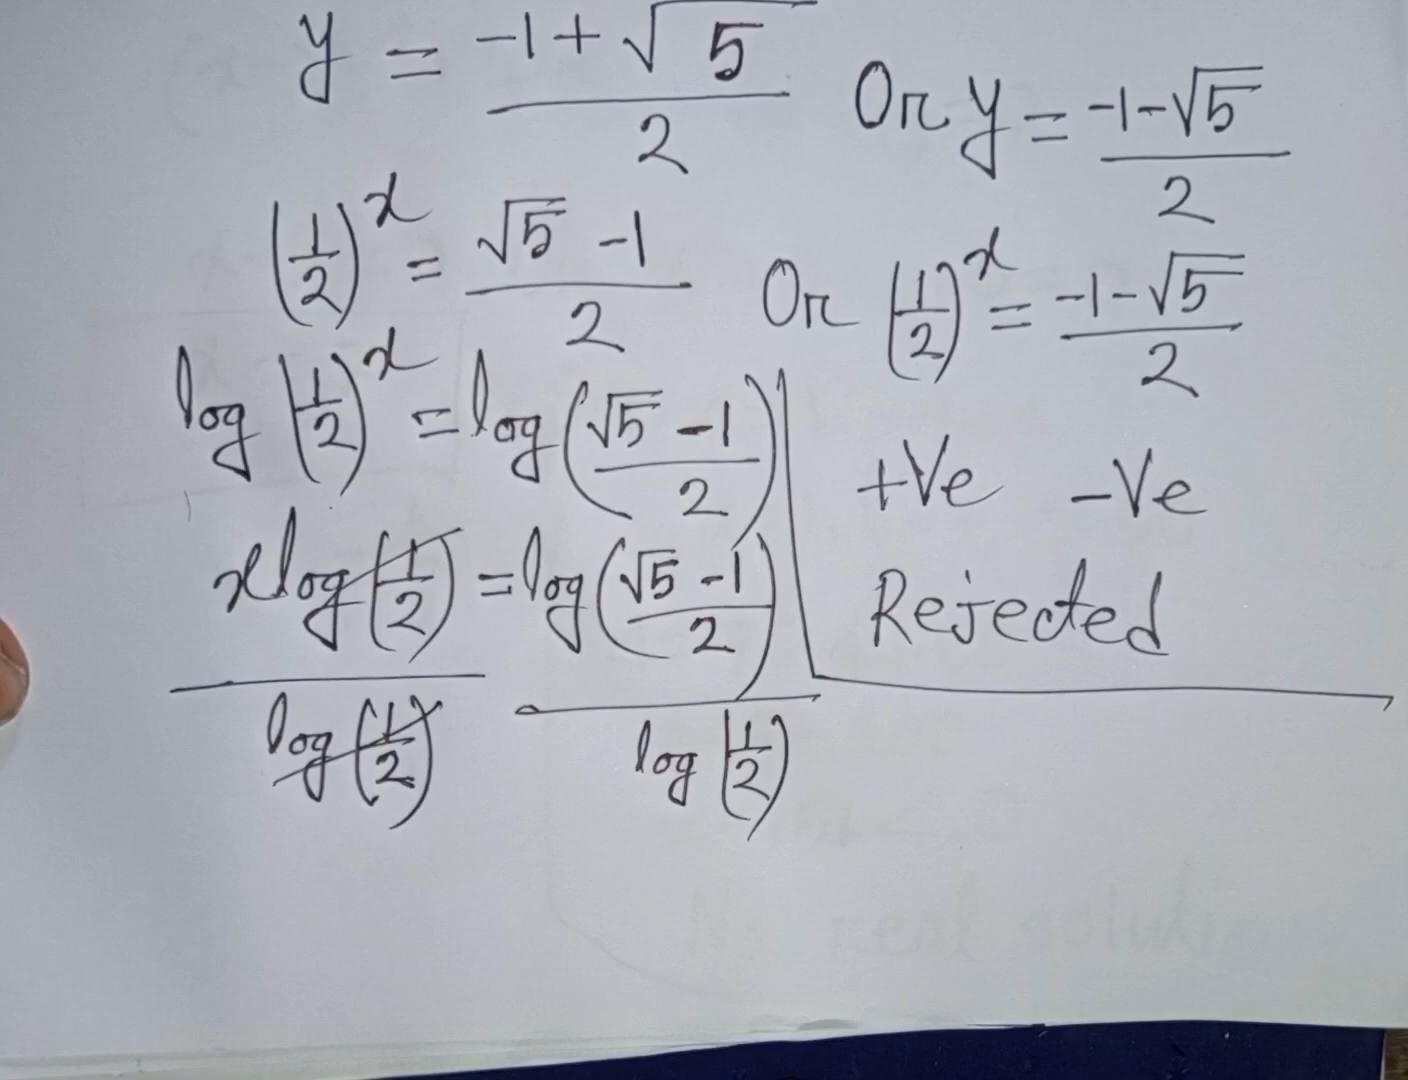 y = (-1+√5)/2 Or y = (-1-√5)/2
(1/2)^x = (√5 -1)/2 Or (1/2)^x = (-1-√5)/2
log (1/2)^x = log ((√5 -1)/2) +Ve -Ve
x log (1/2) / log (1/2) = log ((√5 -1)/2) / log (1/2) Rejected